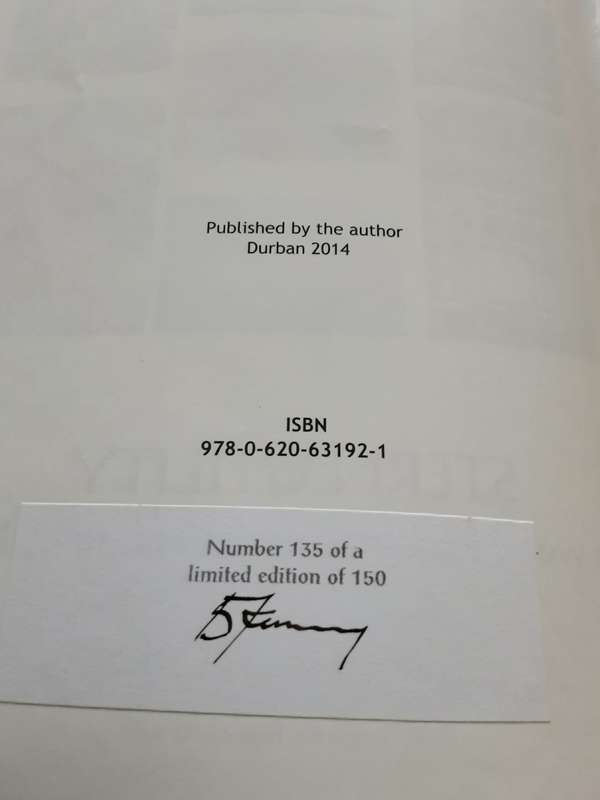 Published by the author
Durban 2014
ISBN
978-0-620-63192-1
Number 135 of a
limited edition of 150